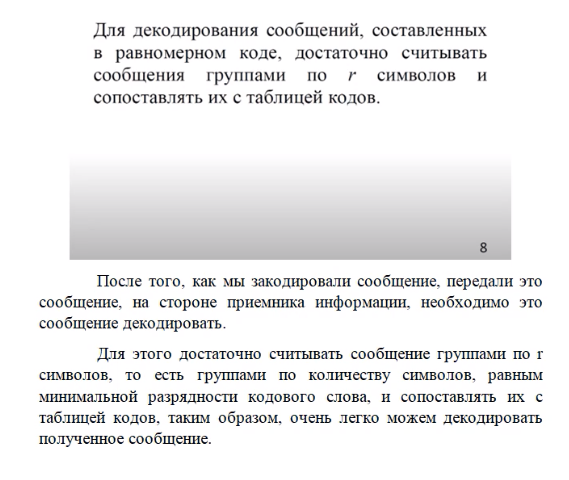 Для декодирования сообщений, составленных
в равномерном коде, достаточно считывать
сообщения группами по r символов и
сопоставлять их с таблицей кодов.
8
После того, как мы закодировали сообщение, передали это
сообщение, на стороне приемника информации, необходимо это
сообщение декодировать.
Для этого достаточно считывать сообщение группами по r
символов, то есть группами по количеству символов, равным
минимальной разрядности кодового слова, и сопоставлять их с
таблицей кодов, таким образом, очень легко можем декодировать
полученное сообщение.